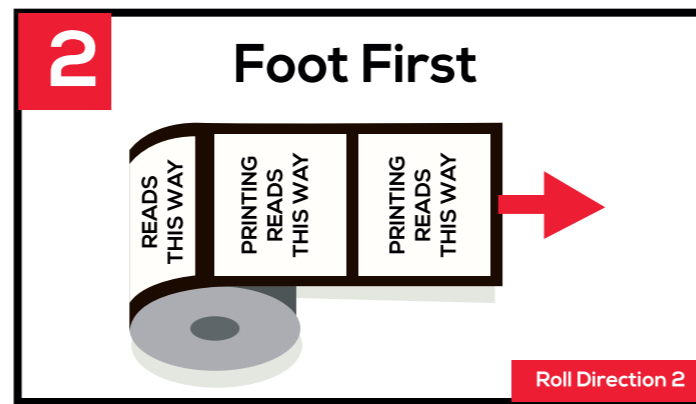 2
Foot First
READS
THIS WAY
PRINTING
READS
THIS WAY
PRINTING
READS
THIS WAY
Roll Direction 2